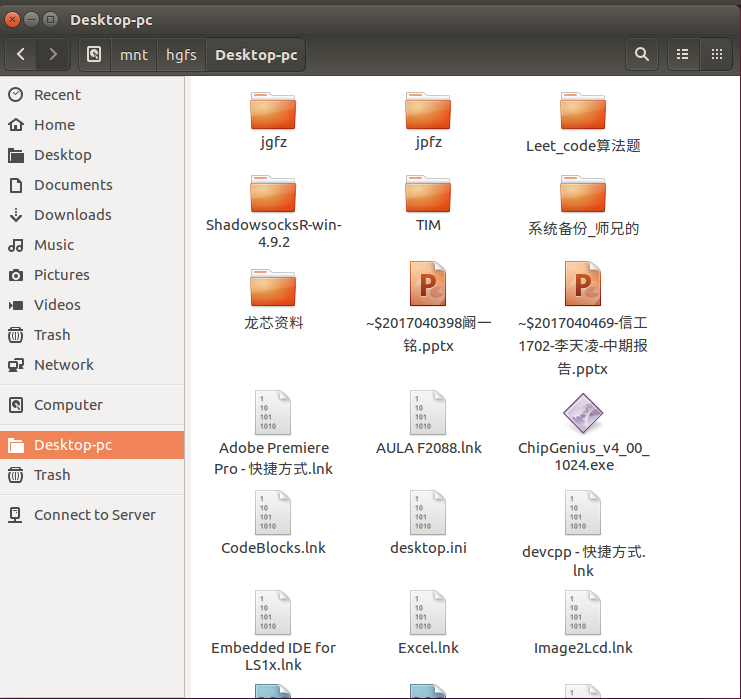 Desktop-pc
mnt
hgfs
Desktop-pc
Recent
Home
Desktop
Documents
Downloads
Music
Pictures
Videos
Trash
Network
Computer
Desktop-pc
Trash
Connect to Server
jgfz
jpfz
Leet_code算法题
ShadowsocksR-win-
4.9.2
TIM
系统备份_师兄的
龙芯资料
~$2017040398阚一
铭.pptx
~$2017040469-信工
1702-李天凌-中期报
告.pptx
Adobe Premiere
Pro - 快捷方式.lnk
AULA F2088.lnk
ChipGenius_v4_00_
1024.exe
CodeBlocks.lnk
desktop.ini
devcpp - 快捷方式.
lnk
Embedded IDE for
LS1x.lnk
Excel.lnk
Image2Lcd.lnk